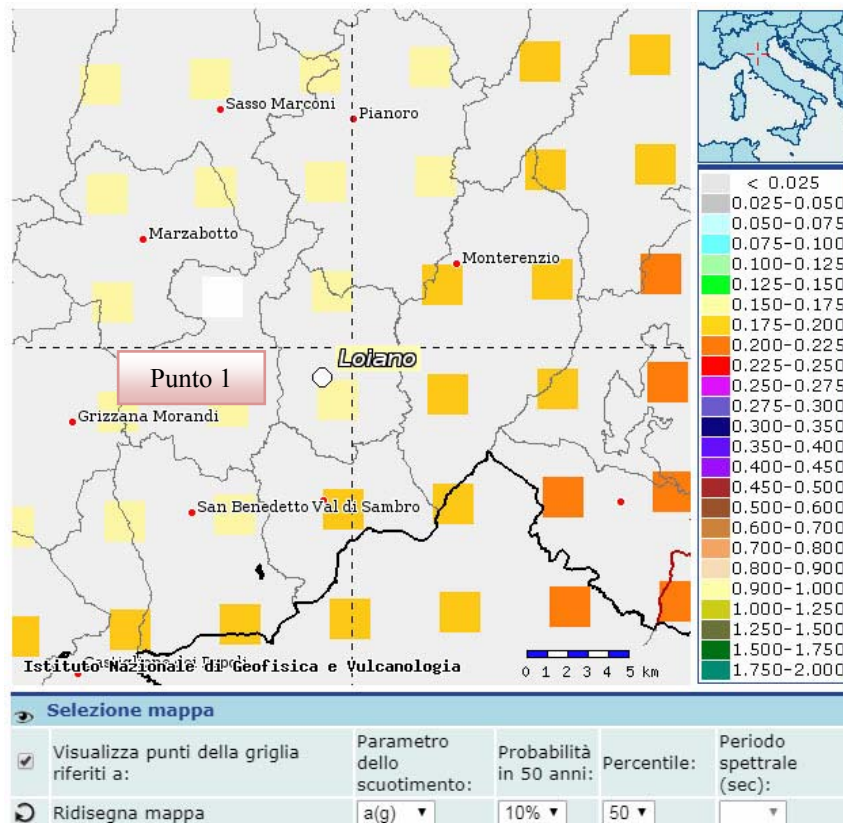 Sasso Marconi
Pianoro
Marzabotto
Monterenzio
Loiano
Punto 1
Grizzana Morandi
San Benedetto Val di Sambro
Istituto Nazionale di Geofisica e Vulcanologia
0 1 2 3 4 5 km
< 0.025
0.025-0.050
0.050-0.075
0.075-0.100
0.100-0.125
0.125-0.150
0.150-0.175
0.175-0.200
0.200-0.225
0.225-0.250
0.250-0.275
0.275-0.300
0.300-0.350
0.350-0.400
0.400-0.450
0.450-0.500
0.500-0.600
0.600-0.700
0.700-0.800
0.800-0.900
0.900-1.000
1.000-1.250
1.250-1.500
1.500-1.750
1.750-2.000
Selezione mappa
Visualizza punti della griglia
riferiti a:
Parametro
dello
scuotimento:
Probabilità
in 50 anni:
Percentile:
Periodo
spettrale
(sec):
Ridisegna mappa
a(g)
10%
50